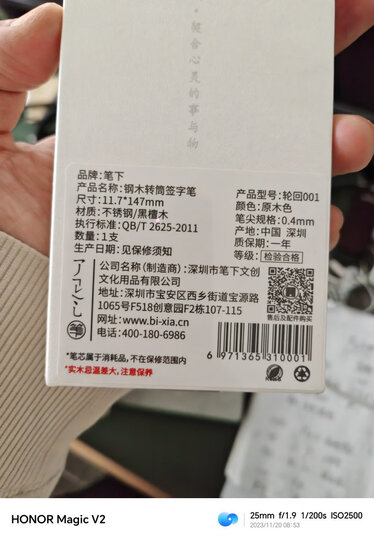 ·契合心灵的事与物
品牌:笔下
产品名称:钢木转筒签字笔
尺寸:11.7*147mm
材质:不锈钢/黑檀木
执行标准:QB/T 2625-2011
数量:1支
生产日期:见保修须知
产品型号:轮回001
颜色:原木色
笔尖规格:0.4mm
产地:中国 深圳
质保期:一年
等级:检验合格
公司名称(制造商):深圳市笔下文创
文化用品有限公司
地址:深圳市宝安区西乡街道宝源路
1065号F518创意园F2栋107-115
网址:www.bi-xia.cn
电话:400-180-6986
售后及配件购买
6 971365 310001
*笔芯属于消耗品,不在保修范围内
*实木忌温差大,注意保养
HONOR Magic V2
25mm f/1.9 1/200s ISO2500
2023/11/20 08:53